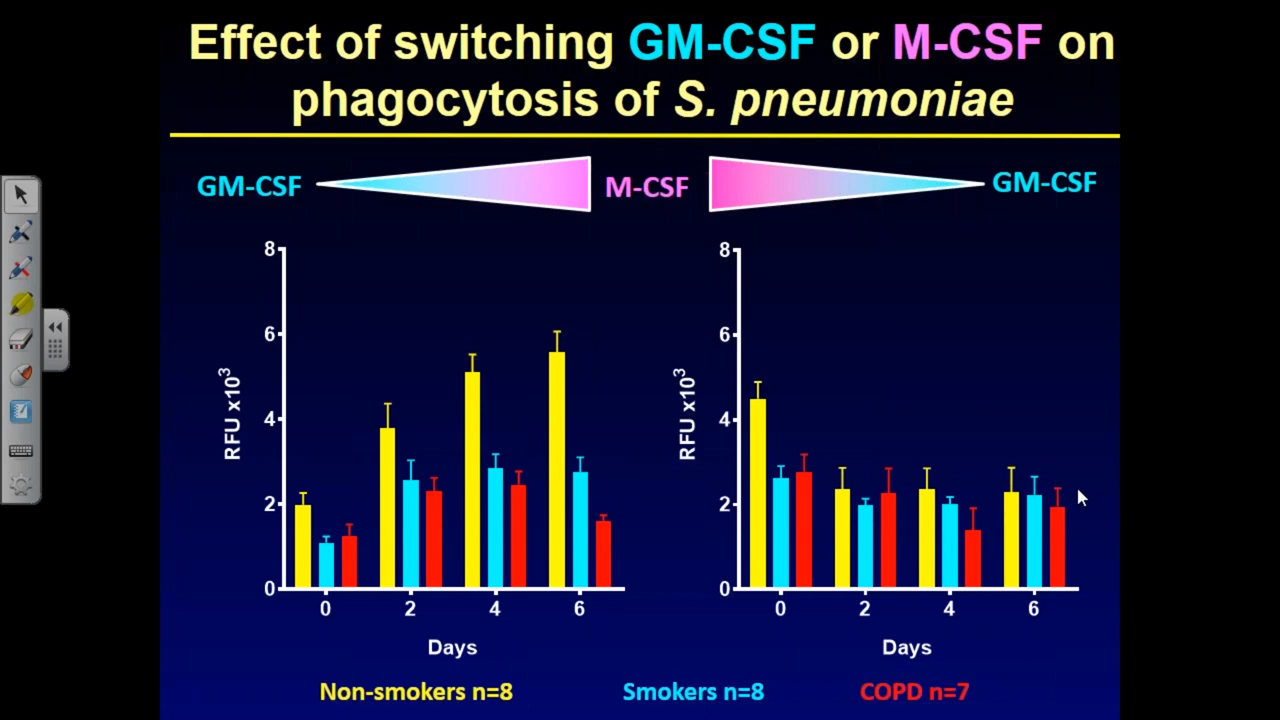 Effect of switching GM-CSF or M-CSF on
phagocytosis of S. pneumoniae
GM-CSF M-CSF GM-CSF
8
6
4
2
0
RFU x10³
0 2 4 6
Days
8
6
4
2
0
RFU x10³
0 2 4 6
Days
Non-smokers n=8 Smokers n=8 COPD n=7